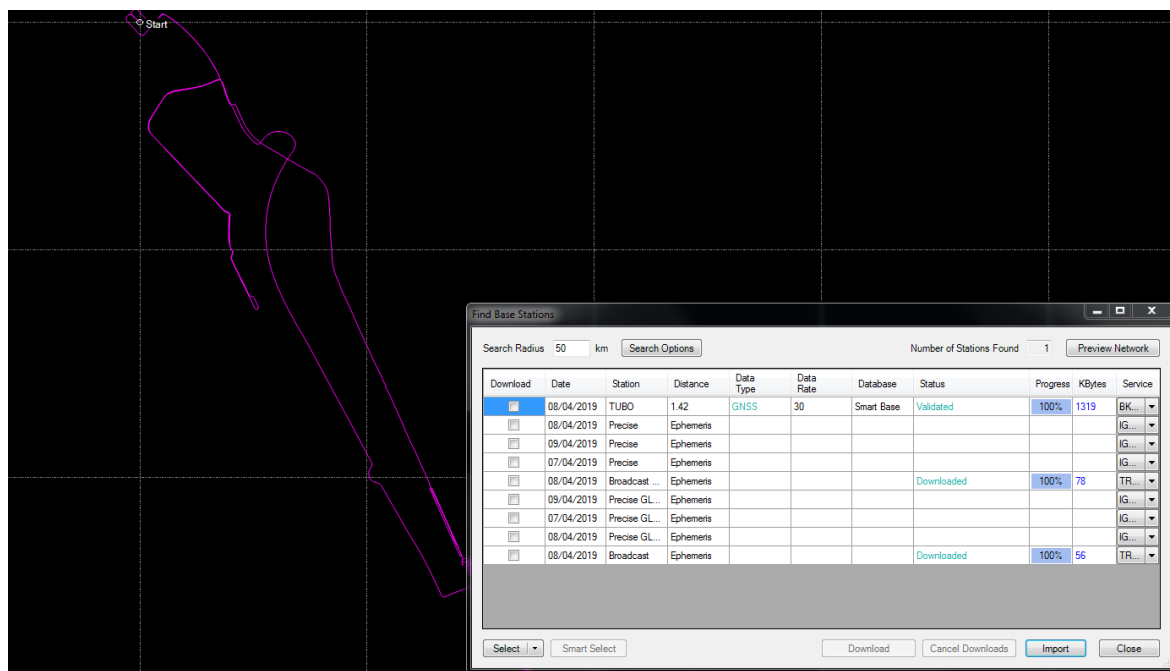 Start
Find Base Stations
Search Radius 50 km Search Options Number of Stations Found 1 Preview Network
Download Date Station Distance Data Type Data Rate Database Status Progress KBytes Service
08/04/2019 TUBO 1.42 GNSS 30 Smart Base Validated 100% 1319 BK...
08/04/2019 Precise Ephemeris IG...
09/04/2019 Precise Ephemeris IG...
07/04/2019 Precise Ephemeris IG...
08/04/2019 Broadcast ... Ephemeris Downloaded 100% 78 TR...
09/04/2019 Precise GL... Ephemeris IG...
07/04/2019 Precise GL... Ephemeris IG...
08/04/2019 Precise GL... Ephemeris IG...
08/04/2019 Broadcast Ephemeris Downloaded 100% 56 TR...
Select Smart Select Download Cancel Downloads Import Close